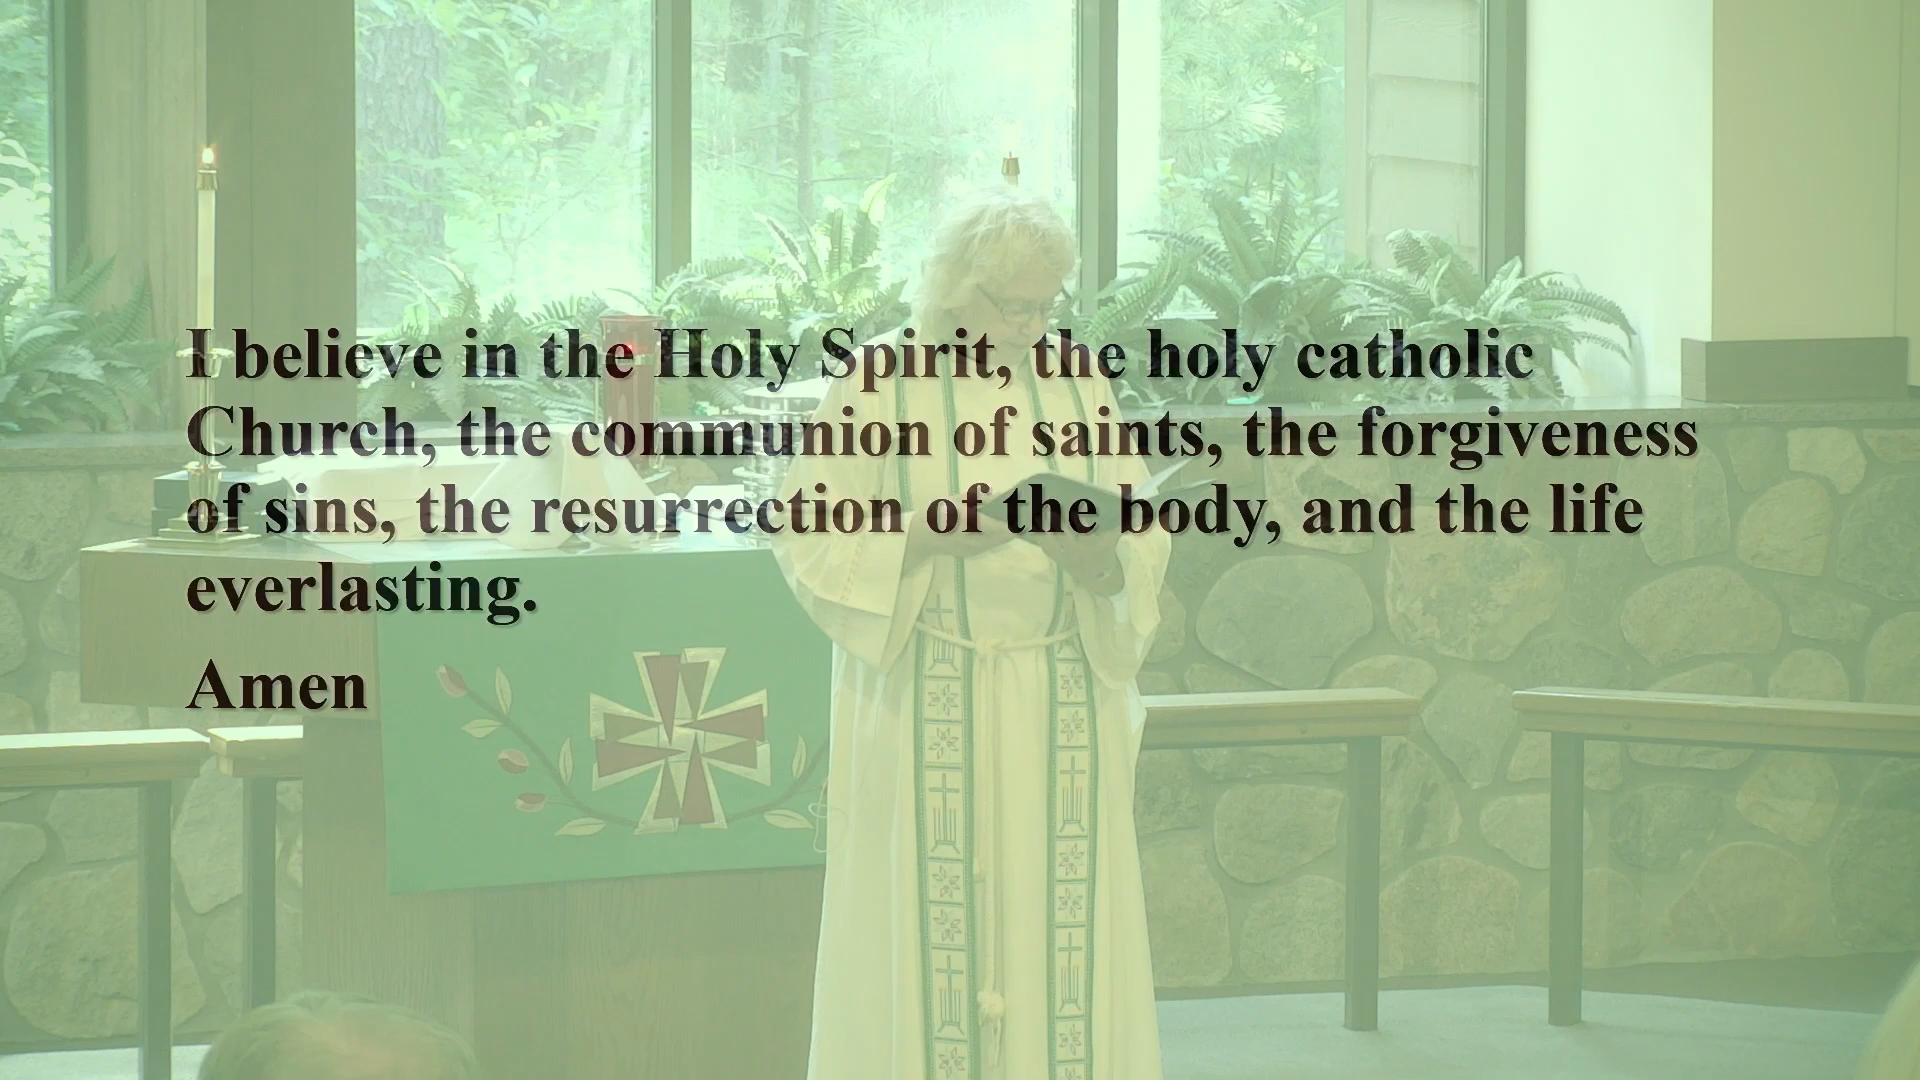 I believe in the Holy Spirit, the holy catholic
Church, the communion of saints, the forgiveness
of sins, the resurrection of the body, and the life
everlasting.
Amen